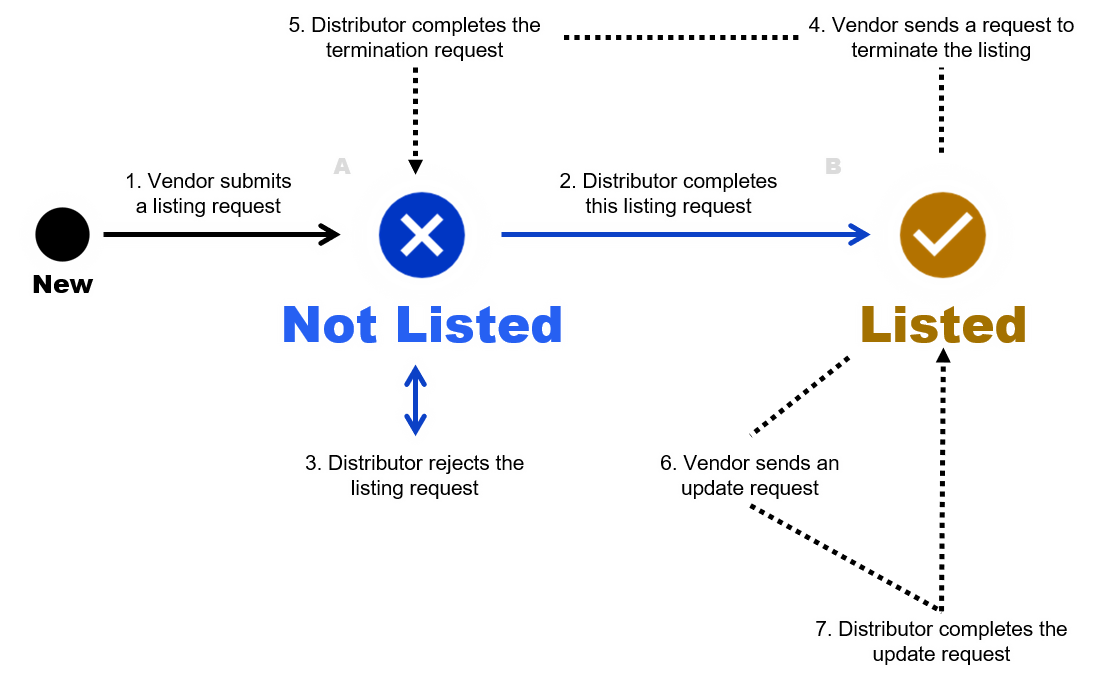 5. Distributor completes the
termination request
4. Vendor sends a request to
terminate the listing
A
B
1. Vendor submits
a listing request
2. Distributor completes
this listing request
New
Not Listed
Listed
3. Distributor rejects the
listing request
6. Vendor sends an
update request
7. Distributor completes the
update request